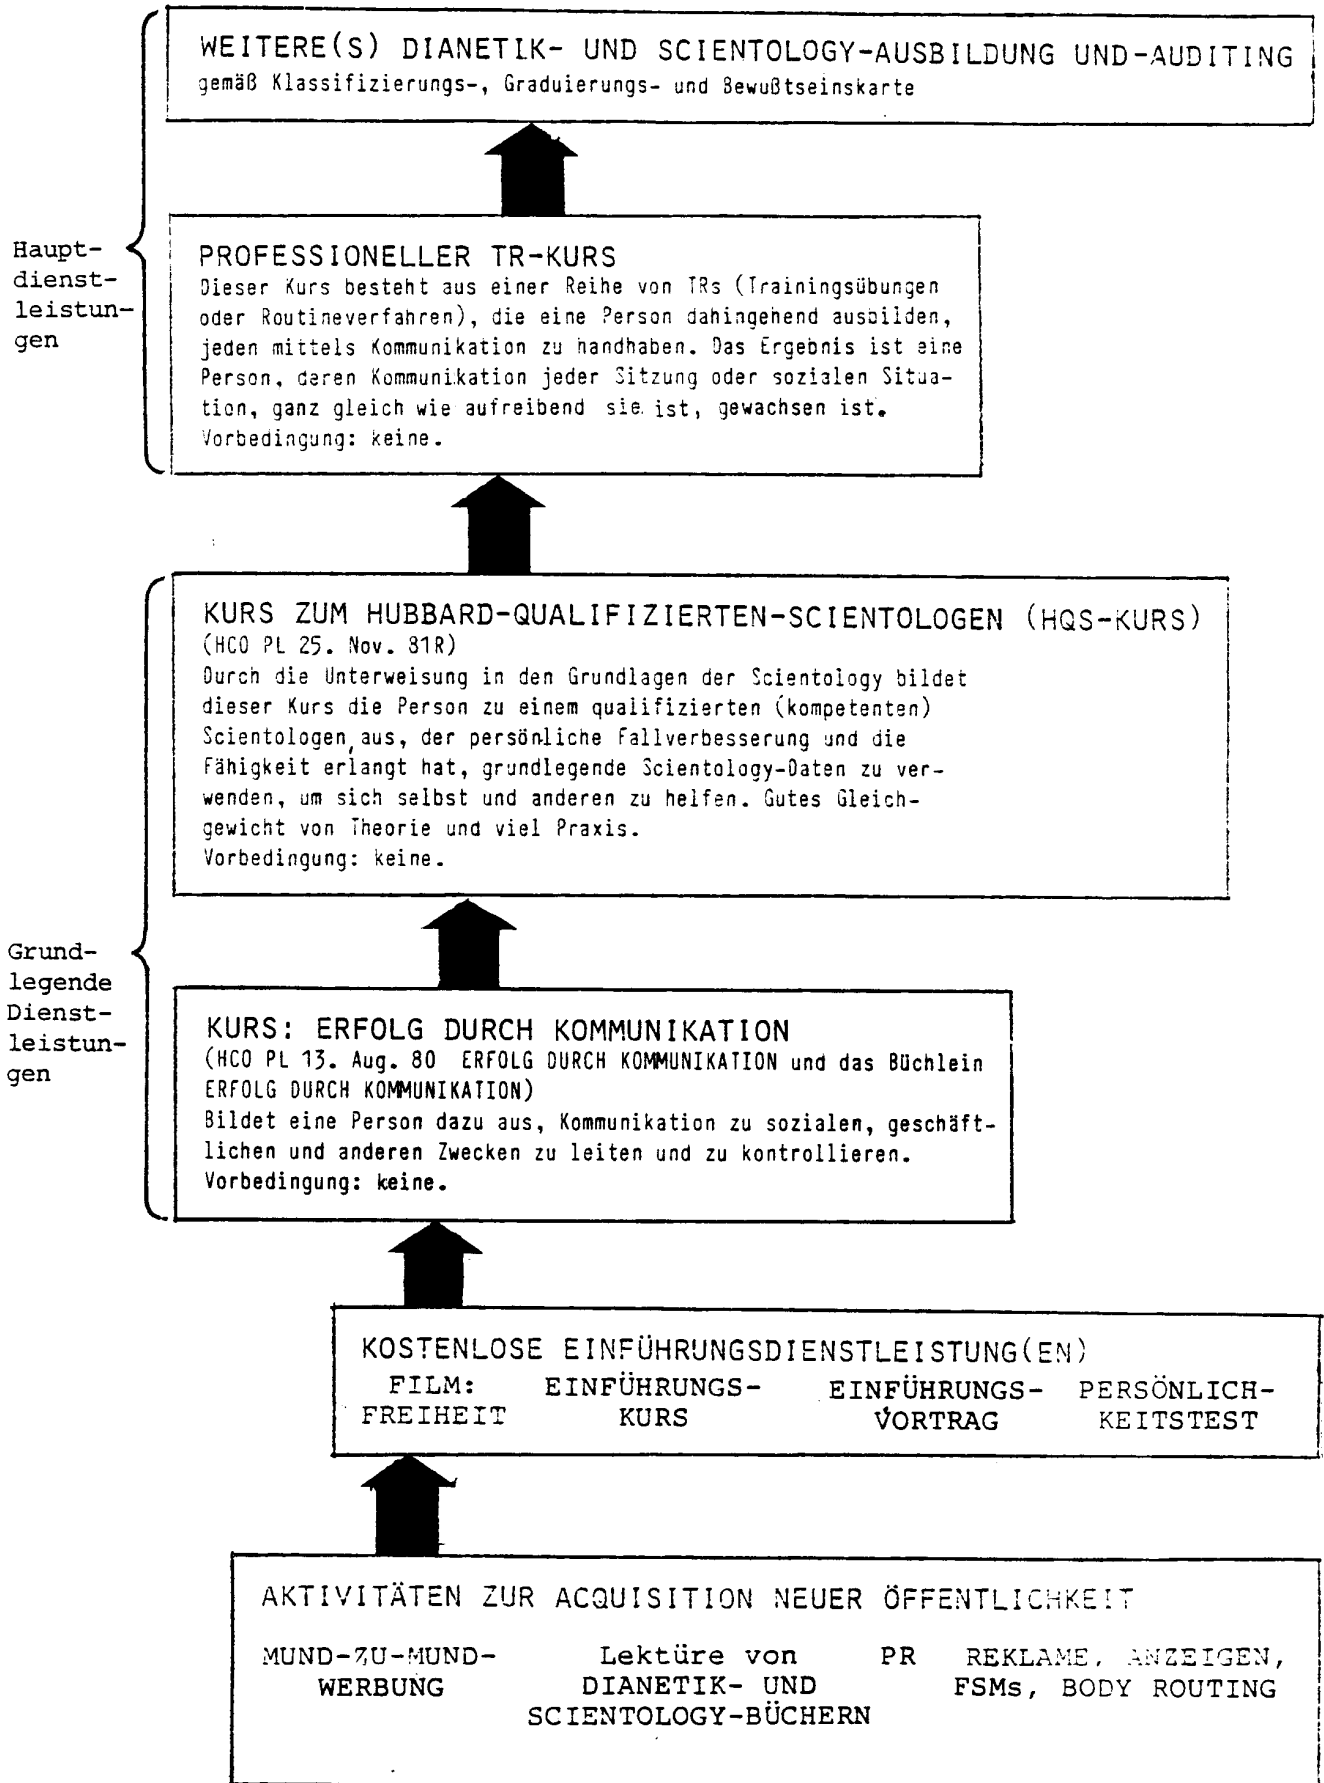 WEITERE(S) DIANETIK- UND SCIENTOLOGY-AUSBILDUNG UND-AUDITING
gemäß Klassifizierungs-, Graduierungs- und Bewußtseinskarte
Haupt-
dienst-
leistun-
gen
PROFESSIONELLER TR-KURS
Dieser Kurs besteht aus einer Reihe von TRs (Trainingsübungen
oder Routineverfahren), die eine Person dahingehend ausbilden,
jeden mittels Kommunikation zu handhaben. Das Ergebnis ist eine
Person, deren Kommunikation jeder Sitzung oder sozialen Situa-
tion, ganz gleich wie aufreibend sie ist, gewachsen ist.
Vorbedingung: keine.
KURS ZUM HUBBARD-QUALIFIZIERTEN-SCIENTOLOGEN (HQS-KURS)
(HCO PL 25. Nov. 81R)
Durch die Unterweisung in den Grundlagen der Scientology bildet
dieser Kurs die Person zu einem qualifizierten (kompetenten)
Scientologen aus, der persönliche Fallverbesserung und die
Fähigkeit erlangt hat, grundlegende Scientology-Daten zu ver-
wenden, um sich selbst und anderen zu helfen. Gutes Gleich-
gewicht von Theorie und viel Praxis.
Vorbedingung: keine.
Grund-
legende
Dienst-
leistun-
gen
KURS: ERFOLG DURCH KOMMUNIKATION
(HCO PL 13. Aug. 80 ERFOLG DURCH KOMMUNIKATION und das Büchlein
ERFOLG DURCH KOMMUNIKATION)
Bildet eine Person dazu aus, Kommunikation zu sozialen, geschäft-
lichen und anderen Zwecken zu leiten und zu kontrollieren.
Vorbedingung: keine.
KOSTENLOSE EINFÜHRUNGSDIENSTLEISTUNG(EN)
FILM: EINFÜHRUNGS- EINFÜHRUNGS- PERSÖNLICH-
FREIHEIT KURS VORTRAG KEITSTEST
AKTIVITÄTEN ZUR ACQUISITION NEUER ÖFFENTLICHKEIT
MUND-ZU-MUND- Lektüre von PR REKLAME, ANZEIGEN,
WERBUNG DIANETIK- UND FSMs, BODY ROUTING
SCIENTOLOGY-BÜCHERN